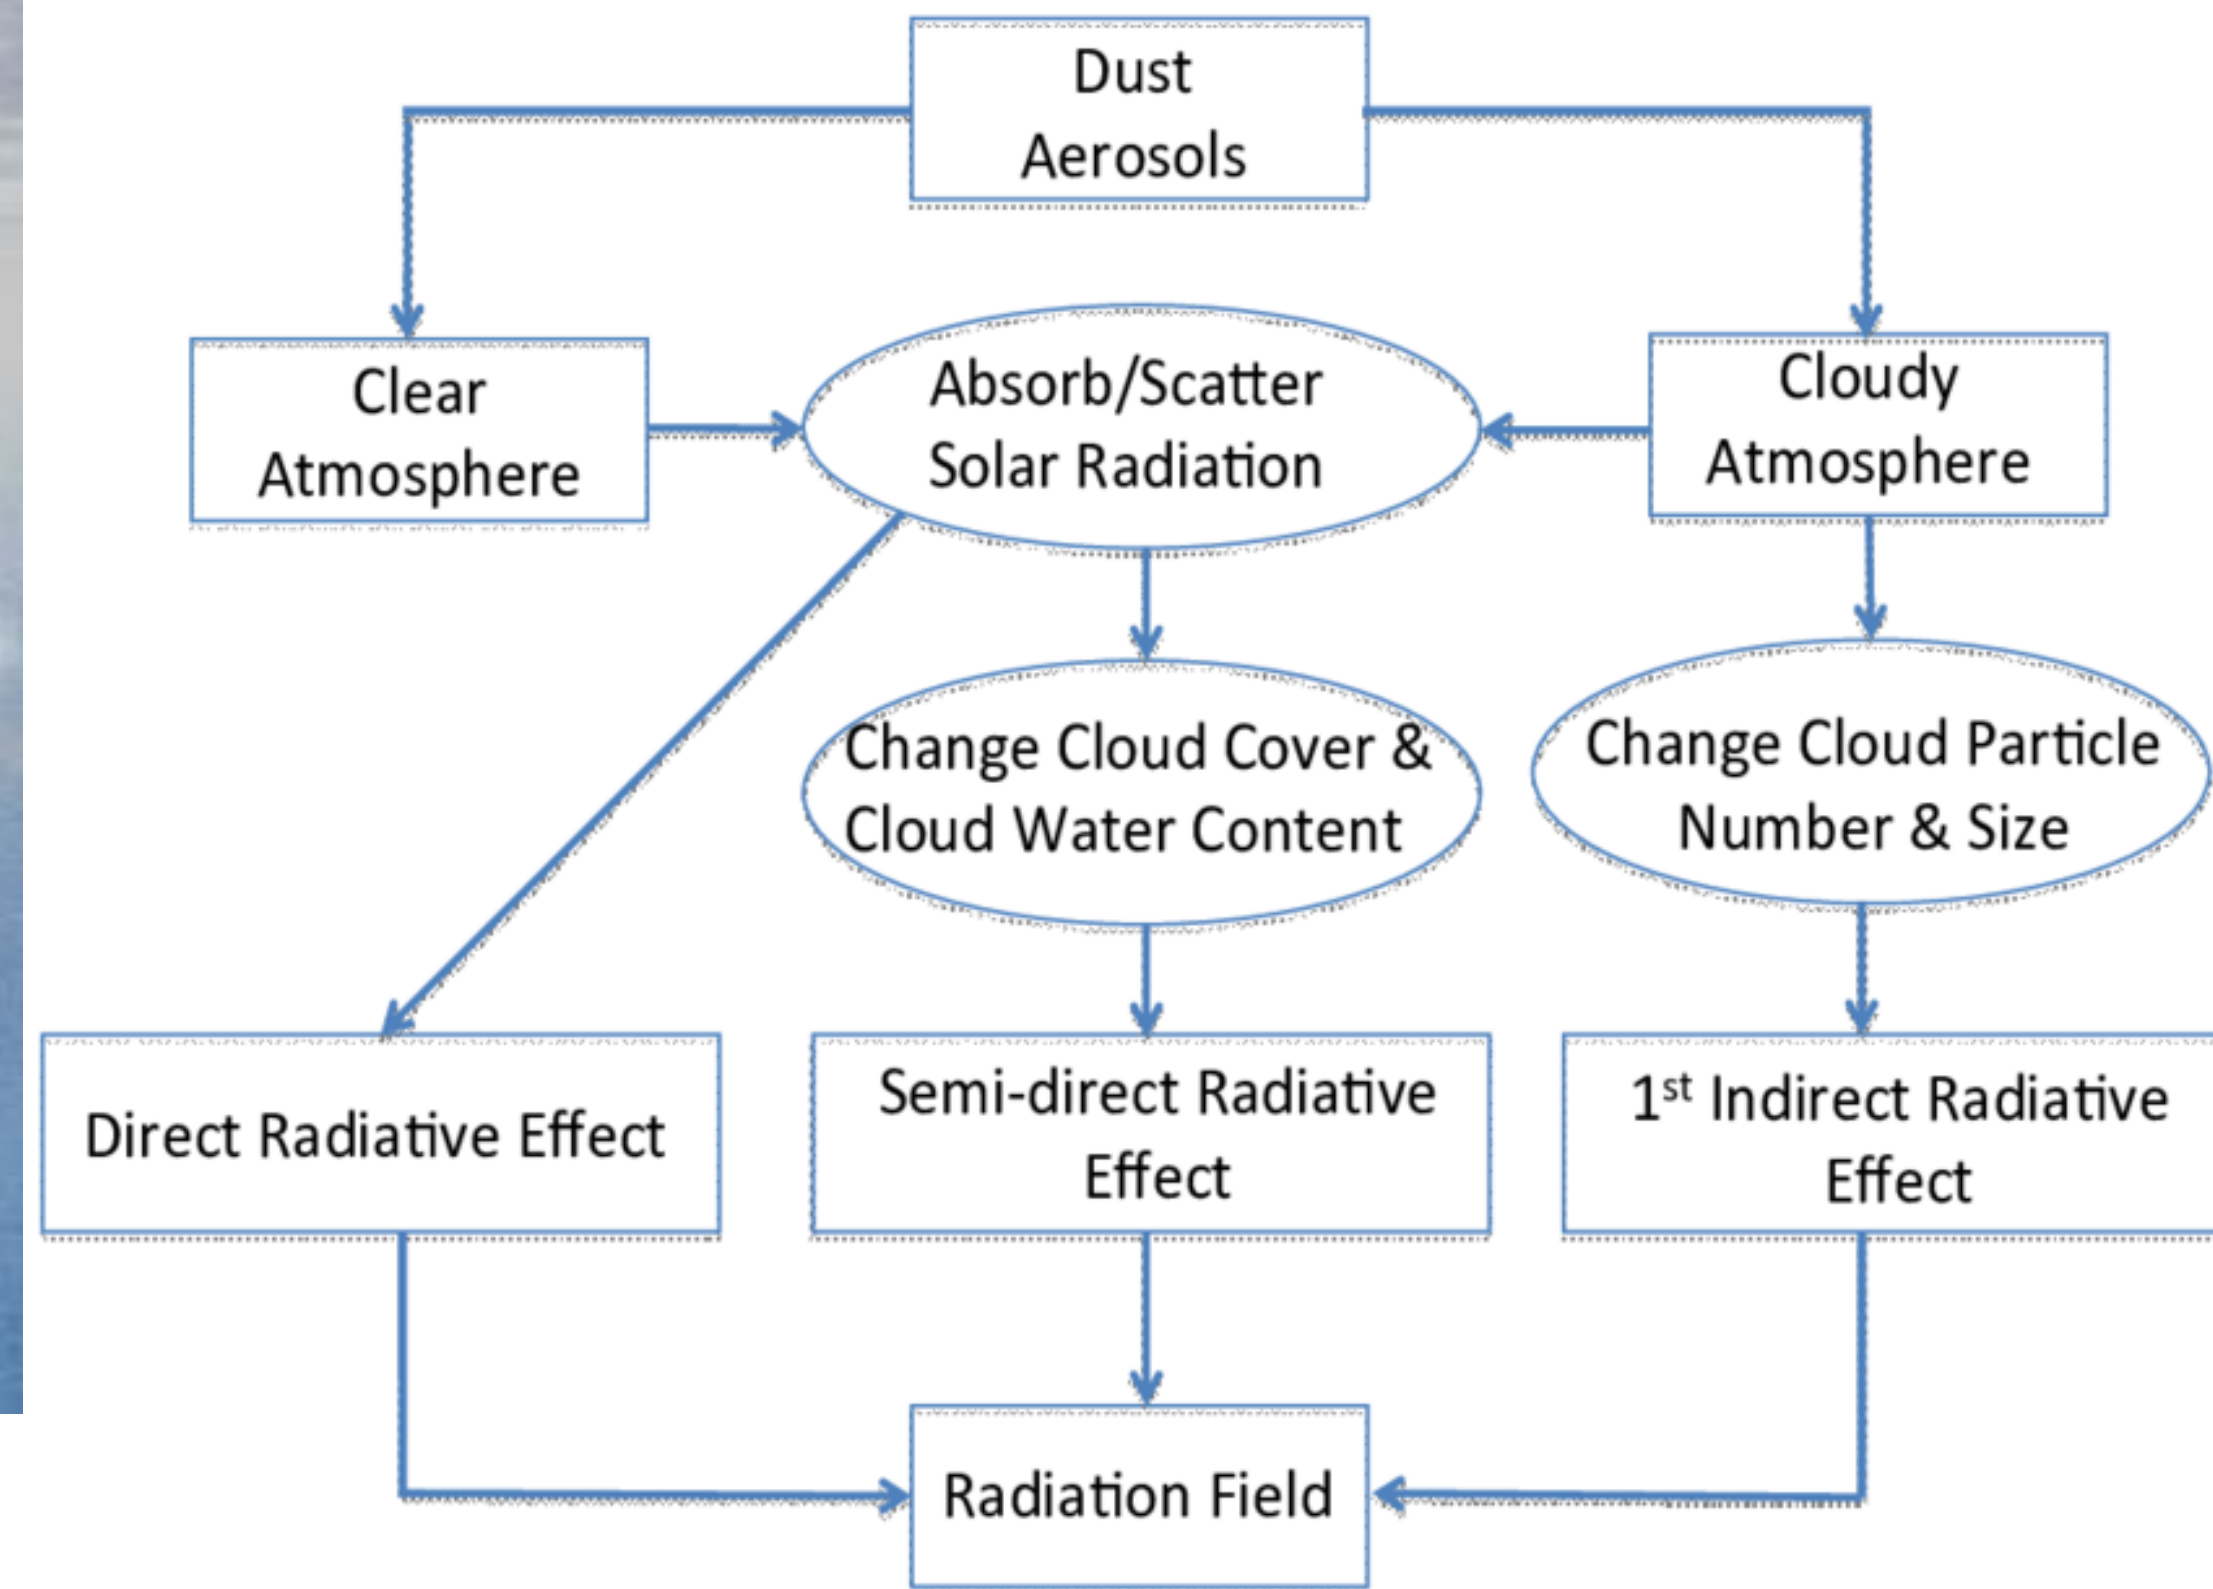 Dust
Aerosols
Clear
Atmosphere
Absorb/Scatter
Solar Radiation
Cloudy
Atmosphere
Change Cloud Cover &
Cloud Water Content
Change Cloud Particle
Number & Size
Direct Radiative Effect
Semi-direct Radiative
Effect
1st Indirect Radiative
Effect
Radiation Field